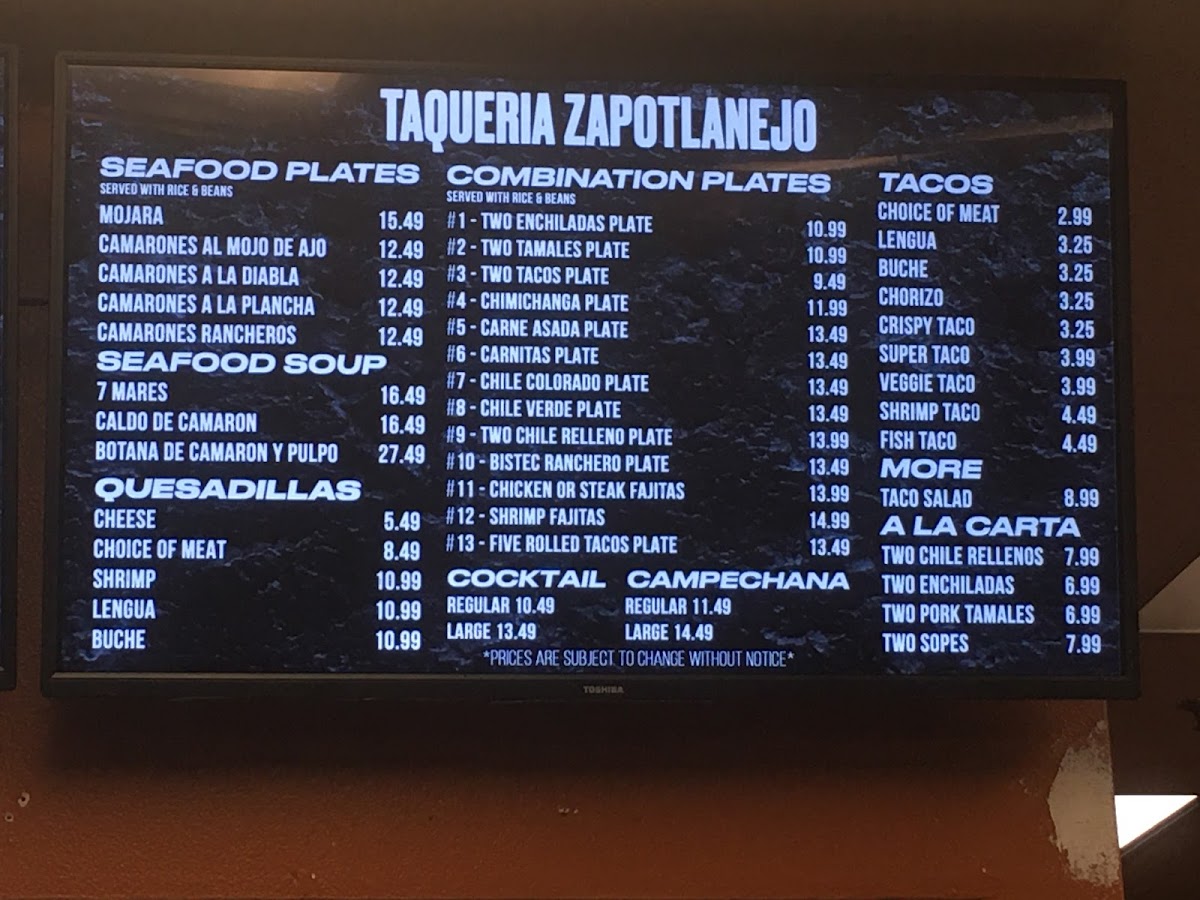 TAQUERIA ZAPOTLANEJO
SEAFOOD PLATES
SERVED WITH RICE & BEANS
MOJARA 15.49
CAMARONES AL MOJO DE AJO 12.49
CAMARONES A LA DIABLA 12.49
CAMARONES A LA PLANCHA 12.49
CAMARONES RANCHEROS 12.49
SEAFOOD SOUP
7 MARES 16.49
CALDO DE CAMARON 16.49
BOTANA DE CAMARON Y PULPO 27.49
QUESADILLAS
CHEESE 5.49
CHOICE OF MEAT 8.49
SHRIMP 10.99
LENGUA 10.99
BUCHE 10.99
COMBINATION PLATES
SERVED WITH RICE & BEANS
#1 - TWO ENCHILADAS PLATE 10.99
#2 - TWO TAMALES PLATE 10.99
#3 - TWO TACOS PLATE 9.49
#4 - CHIMICHANGA PLATE 11.99
#5 - CARNE ASADA PLATE 13.49
#6 - CARNITAS PLATE 13.49
#7 - CHILE COLORADO PLATE 13.49
#8 - CHILE VERDE PLATE 13.49
#9 - TWO CHILE RELLENO PLATE 13.99
#10 - BISTEC RANCHERO PLATE 13.49
#11 - CHICKEN OR STEAK FAJITAS 13.99
#12 - SHRIMP FAJITAS 14.99
#13 - FIVE ROLLED TACOS PLATE 13.49
COCKTAIL
REGULAR 10.49
LARGE 13.49
CAMPECHANA
REGULAR 11.49
LARGE 14.49
*PRICES ARE SUBJECT TO CHANGE WITHOUT NOTICE*
TACOS
CHOICE OF MEAT 2.99
LENGUA 3.25
BUCHE 3.25
CHORIZO 3.25
CRISPY TACO 3.25
SUPER TACO 3.99
VEGGIE TACO 3.99
SHRIMP TACO 4.49
FISH TACO 4.49
MORE
TACO SALAD 8.99
A LA CARTA
TWO CHILE RELLENOS 7.99
TWO ENCHILADAS 6.99
TWO PORK TAMALES 6.99
TWO SOPES 7.99
TOSHIBA